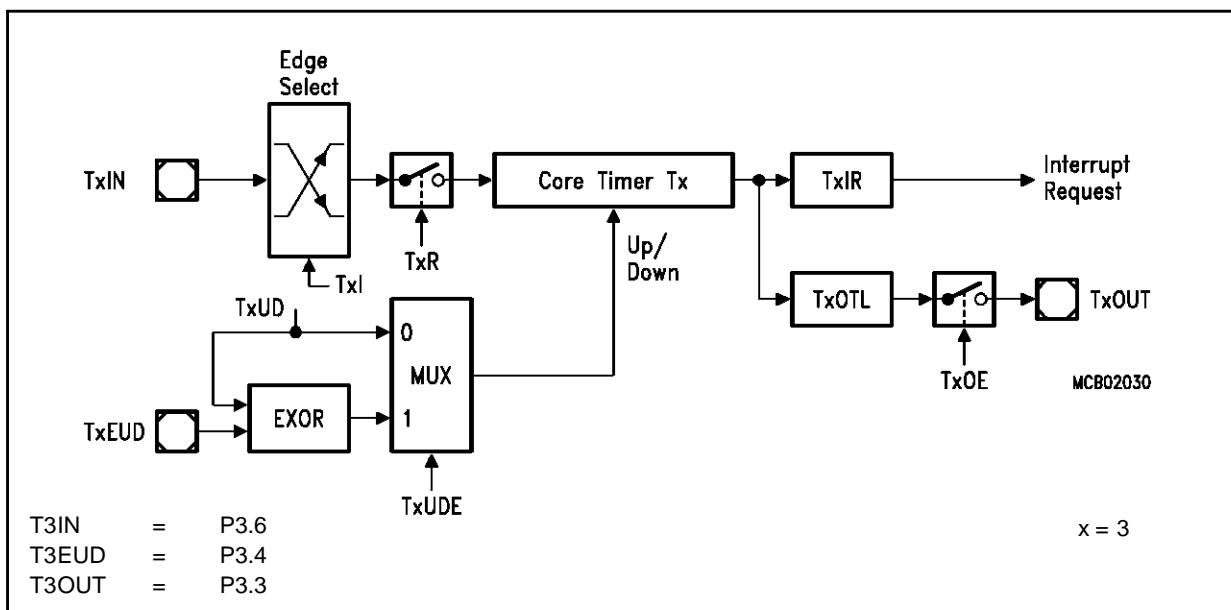 Edge
Select
TxIN
Core Timer Tx
TxIR
Interrupt
Request
TxR
Up/
Down
TxI
TxUD
TxOTL
TxOUT
0
MUX
TxOE
MCB02030
TxEUD
EXOR
1
TxUDE
T3IN = P3.6
x = 3
T3EUD = P3.4
T3OUT = P3.3